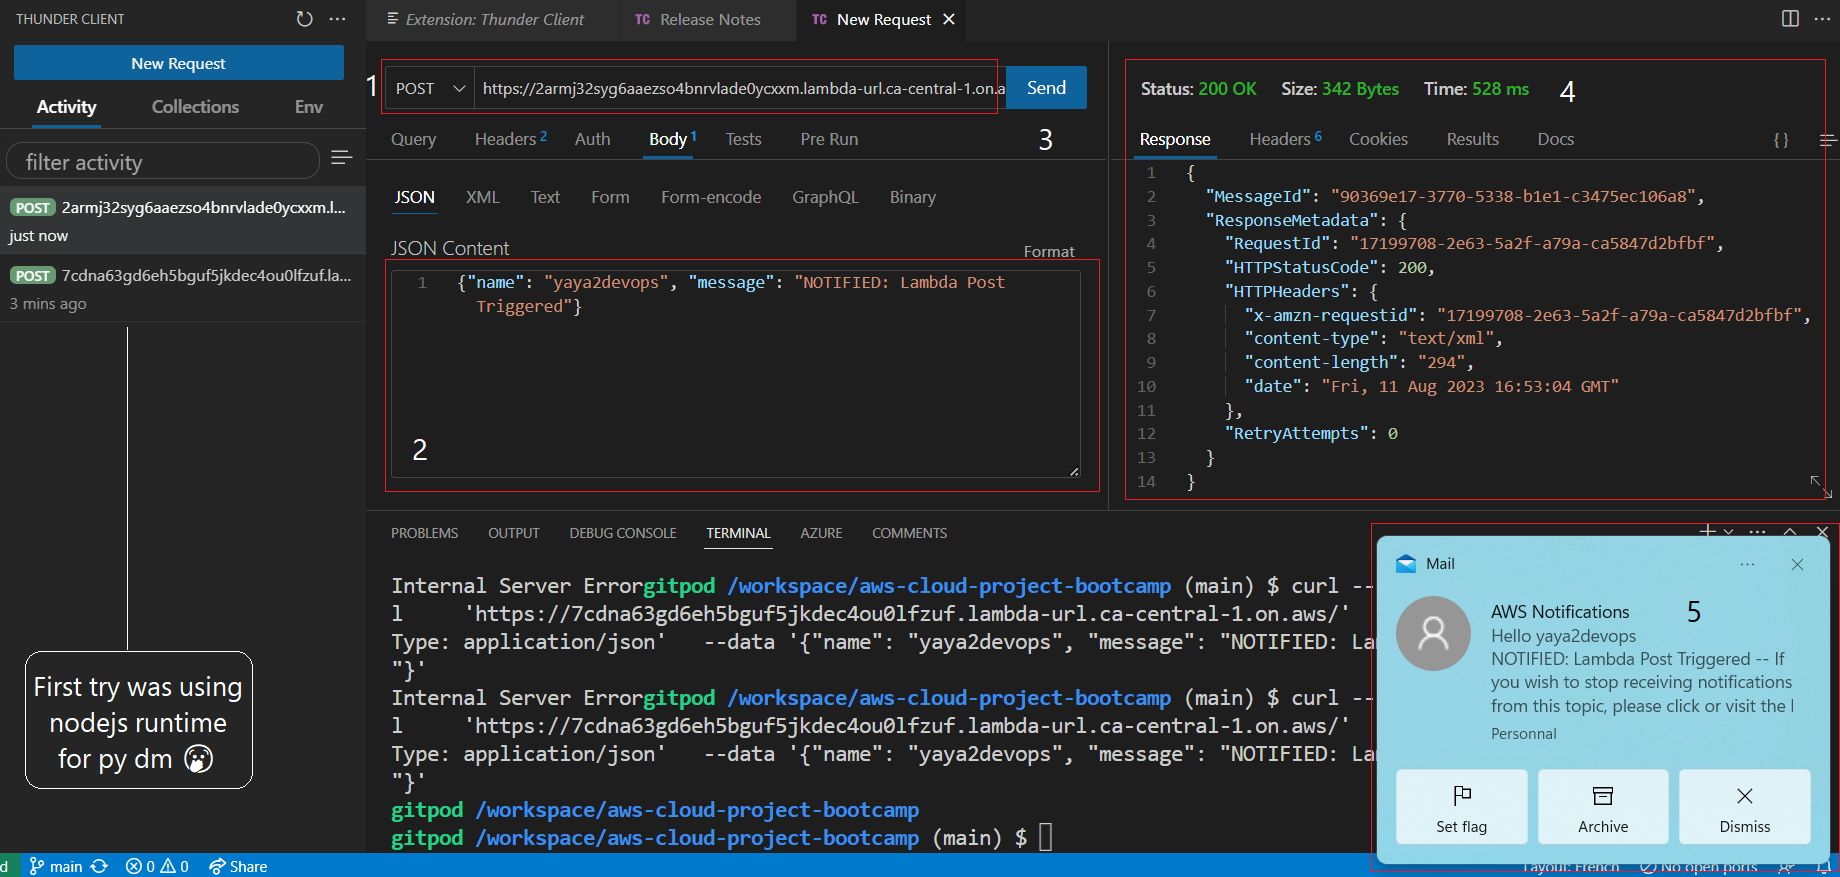 THUNDER CLIENT
New Request
Activity Collections Env
filter activity
POST 2armj32syg6aaezso4bnrvlade0ycxxm.l...
just now
POST 7cdna63gd6eh5bguf5jkdec4ou0lfzuf.la...
3 mins ago
First try was using
nodejs runtime
for py dm
Extension: Thunder Client TC Release Notes TC New Request
1 POST https://2armj32syg6aaezso4bnrvlade0ycxxm.lambda-url.ca-central-1.on.a Send
Query Headers 2 Auth Body 1 Tests Pre Run 3
JSON XML Text Form Form-encode GraphQL Binary
JSON Content Format
1 {"name": "yaya2devops", "message": "NOTIFIED: Lambda Post
Triggered"}
2
Status: 200 OK Size: 342 Bytes Time: 528 ms 4
Response Headers 6 Cookies Results Docs { }
1 {
2 "MessageId": "90369e17-3770-5338-b1e1-c3475ec106a8",
3 "ResponseMetadata": {
4 "RequestId": "17199708-2e63-5a2f-a79a-ca5847d2bfbf",
5 "HTTPStatusCode": 200,
6 "HTTPHeaders": {
7 "x-amzn-requestid": "17199708-2e63-5a2f-a79a-ca5847d2bfbf",
8 "content-type": "text/xml",
9 "content-length": "294",
10 "date": "Fri, 11 Aug 2023 16:53:04 GMT"
11 },
12 "RetryAttempts": 0
13 }
14 }
PROBLEMS OUTPUT DEBUG CONSOLE TERMINAL AZURE COMMENTS
Internal Server Errorgitpod /workspace/aws-cloud-project-bootcamp (main) $ curl --
l 'https://7cdna63gd6eh5bguf5jkdec4ou0lfzuf.lambda-url.ca-central-1.on.aws/'
Type: application/json' --data '{"name": "yaya2devops", "message": "NOTIFIED: La
"}'
Internal Server Errorgitpod /workspace/aws-cloud-project-bootcamp (main) $ curl --
l 'https://7cdna63gd6eh5bguf5jkdec4ou0lfzuf.lambda-url.ca-central-1.on.aws/'
Type: application/json' --data '{"name": "yaya2devops", "message": "NOTIFIED: La
"}'
gitpod /workspace/aws-cloud-project-bootcamp
gitpod /workspace/aws-cloud-project-bootcamp (main) $
Mail
AWS Notifications 5
Hello yaya2devops
NOTIFIED: Lambda Post Triggered -- If
you wish to stop receiving notifications
from this topic, please click or visit the l
Personnal
Set flag Archive Dismiss
d main 0 0 Share Layout: French No open ports